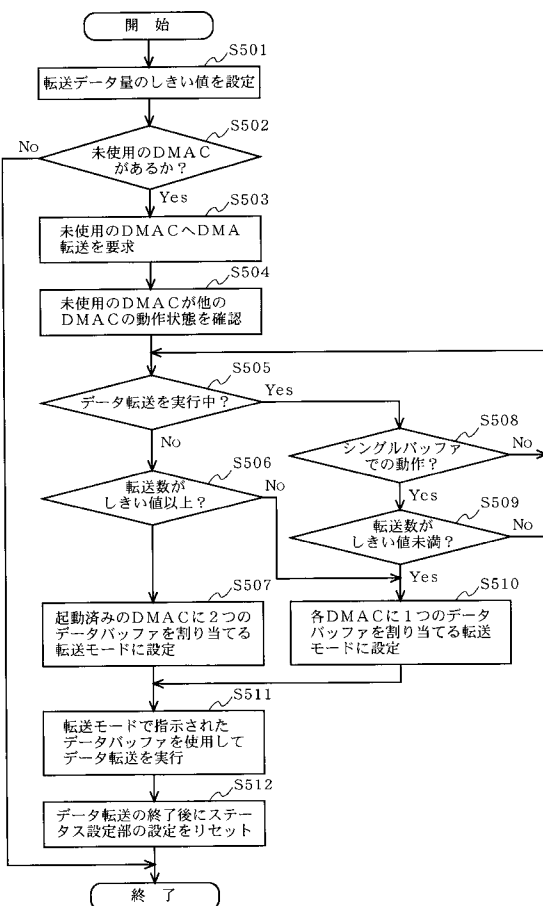 開 始
S501
転送データ量のしきい値を設定
S502
No
未使用のDMAC
があるか？
Yes
S503
未使用のDMACへDMA
転送を要求
S504
未使用のDMACが他の
DMACの動作状態を確認
S505
データ転送を実行中？
Yes
No
S508
シングルバッファ
での動作？
No
Yes
S506
転送数が
しきい値以上？
No
S509
転送数が
しきい値未満？
No
Yes
S507
起動済みのDMACに2つの
データバッファを割り当てる
転送モードに設定
S510
各DMACに1つのデータ
バッファを割り当てる転送
モードに設定
S511
転送モードで指示された
データバッファを使用して
データ転送を実行
S512
データ転送の終了後にステー
タス設定部の設定をリセット
終 了